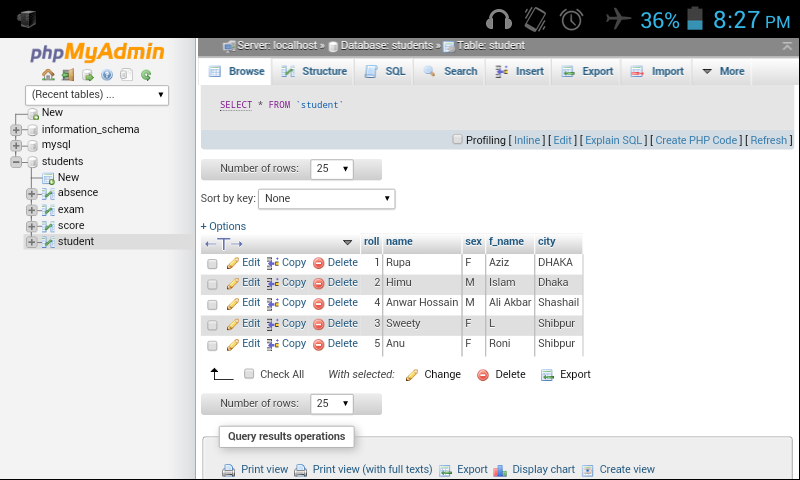 36% 8:27 PM
phpMyAdmin
(Recent tables) ...
New
information_schema
mysql
students
New
absence
exam
score
student
Server: localhost » Database: students » Table: student
Browse Structure SQL Search Insert Export Import More
SELECT * FROM `student`
Profiling [ Inline ] [ Edit ] [ Explain SQL ] [ Create PHP Code ] [ Refresh ]
Number of rows: 25
Sort by key: None
+ Options
←T→ roll name sex f_name city
Edit Copy Delete 1 Rupa F Aziz DHAKA
Edit Copy Delete 2 Himu M Islam Dhaka
Edit Copy Delete 4 Anwar Hossain M Ali Akbar Shashail
Edit Copy Delete 3 Sweety F L Shibpur
Edit Copy Delete 5 Anu F Roni Shibpur
Check All With selected: Change Delete Export
Number of rows: 25
Query results operations
Print view Print view (with full texts) Export Display chart Create view